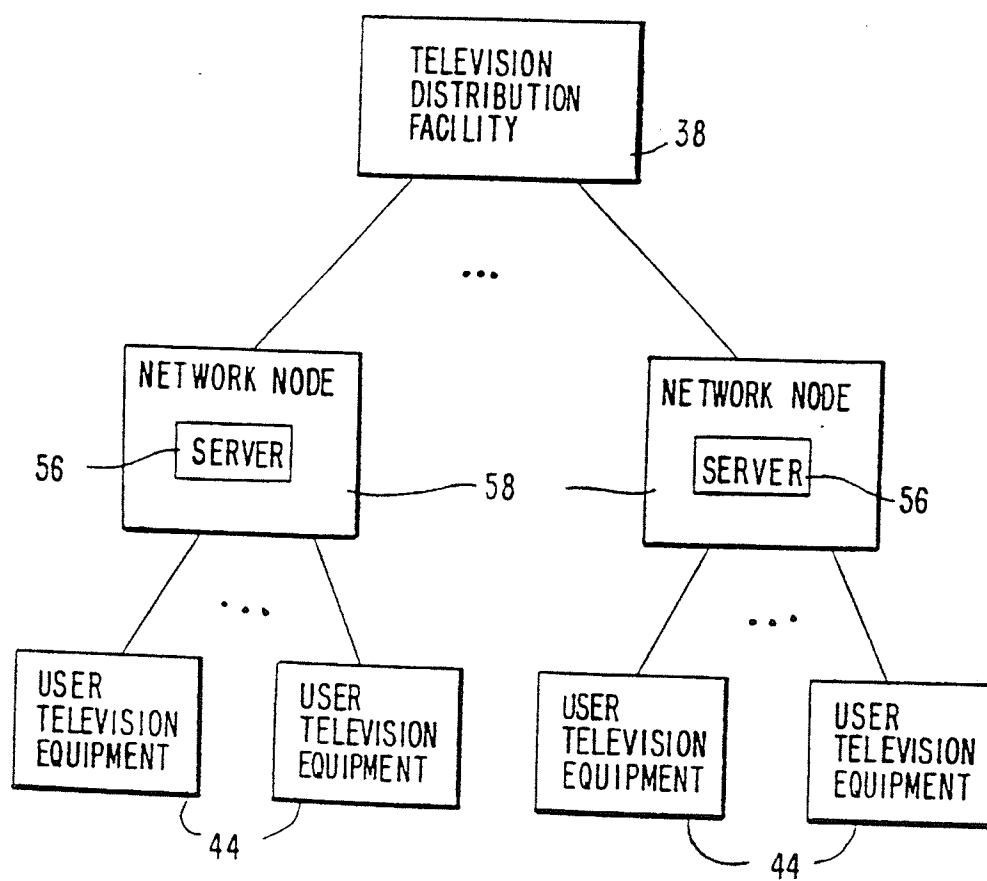 TELEVISION
DISTRIBUTION
FACILITY
38
...
NETWORK NODE
SERVER
56
58
NETWORK NODE
SERVER
56
...
...
USER
TELEVISION
EQUIPMENT
USER
TELEVISION
EQUIPMENT
44
USER
TELEVISION
EQUIPMENT
USER
TELEVISION
EQUIPMENT
44